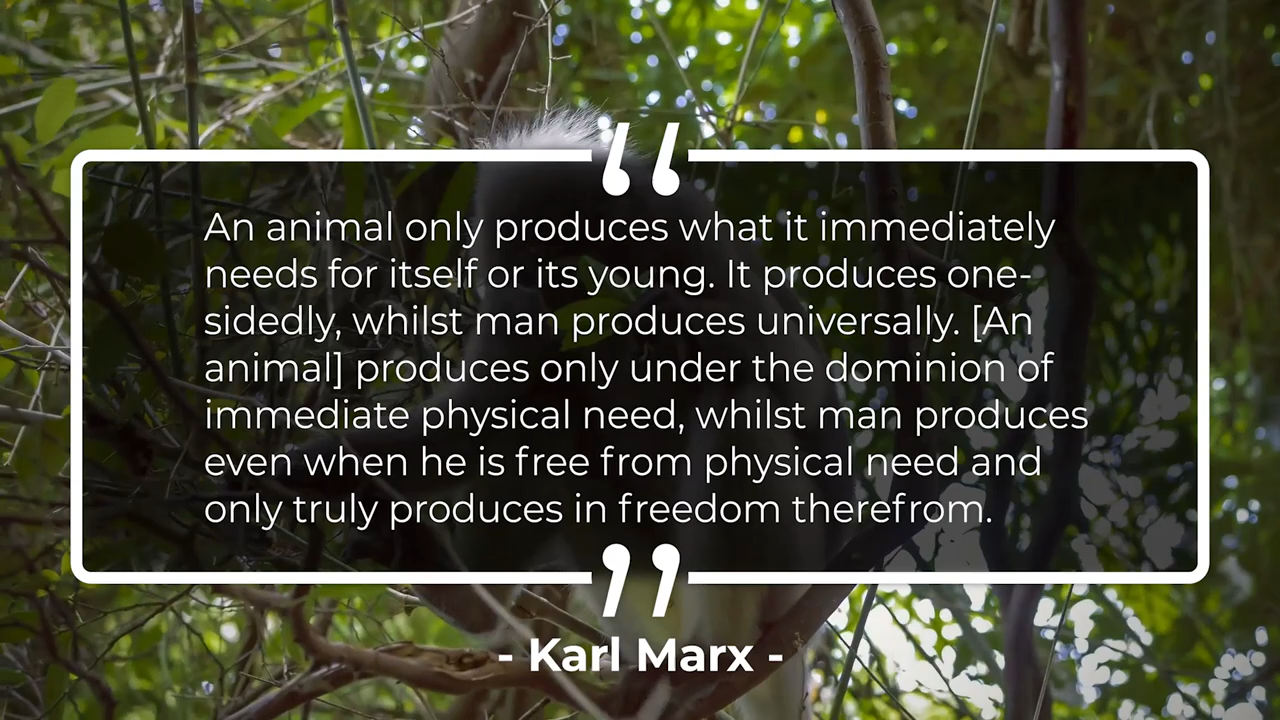 “
An animal only produces what it immediately
needs for itself or its young. It produces one-
sidedly, whilst man produces universally. [An
animal] produces only under the dominion of
immediate physical need, whilst man produces
even when he is free from physical need and
only truly produces in freedom therefrom.
”
- Karl Marx -